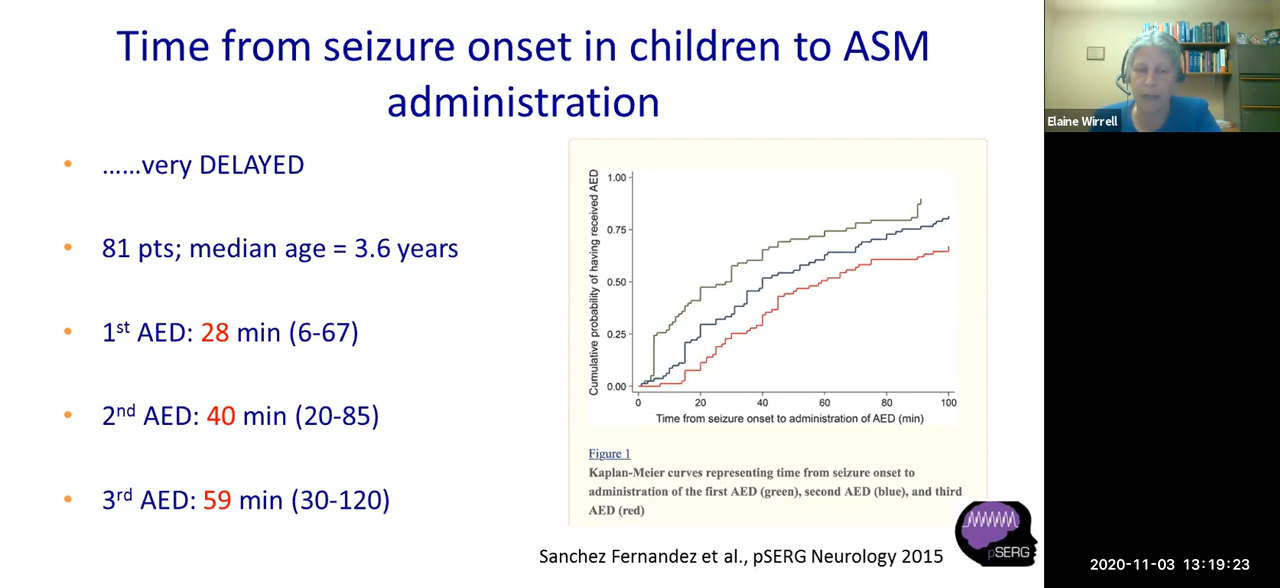 Time from seizure onset in children to ASM
administration
• ……very DELAYED
• 81 pts; median age = 3.6 years
• 1st AED: 28 min (6-67)
• 2nd AED: 40 min (20-85)
• 3rd AED: 59 min (30-120)
Cumulative probability of having received AED
1.00
0.75
0.50
0.25
0.00
0 20 40 60 80 100
Time from seizure onset to administration of AED (min)
Figure 1
Kaplan-Meier curves representing time from seizure onset to
administration of the first AED (green), second AED (blue), and third
AED (red)
Sanchez Fernandez et al., pSERG Neurology 2015
pSERG
Elaine Wirrell
2020-11-03 13:19:23